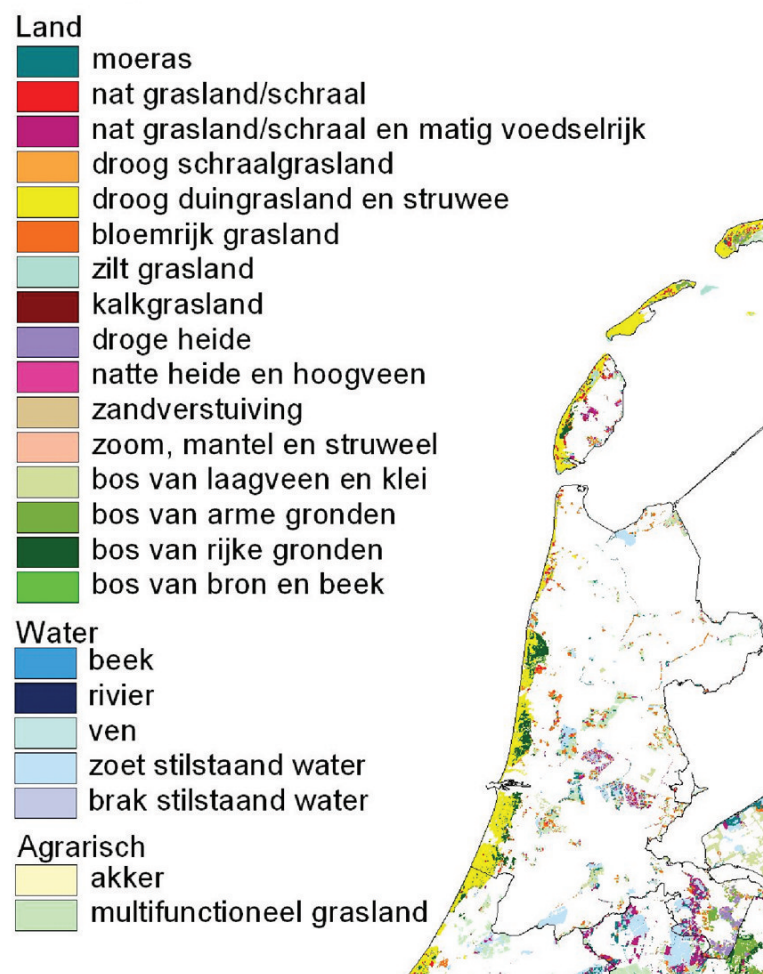 Land
moeras
nat grasland/schraal
nat grasland/schraal en matig voedselrijk
droog schraalgrasland
droog duingrasland en struwee
bloemrijk grasland
zilt grasland
kalkgrasland
droge heide
natte heide en hoogveen
zandverstuiving
zoom, mantel en struweel
bos van laagveen en klei
bos van arme gronden
bos van rijke gronden
bos van bron en beek
Water
beek
rivier
ven
zoet stilstaand water
brak stilstaand water
Agrarisch
akker
multifunctioneel grasland